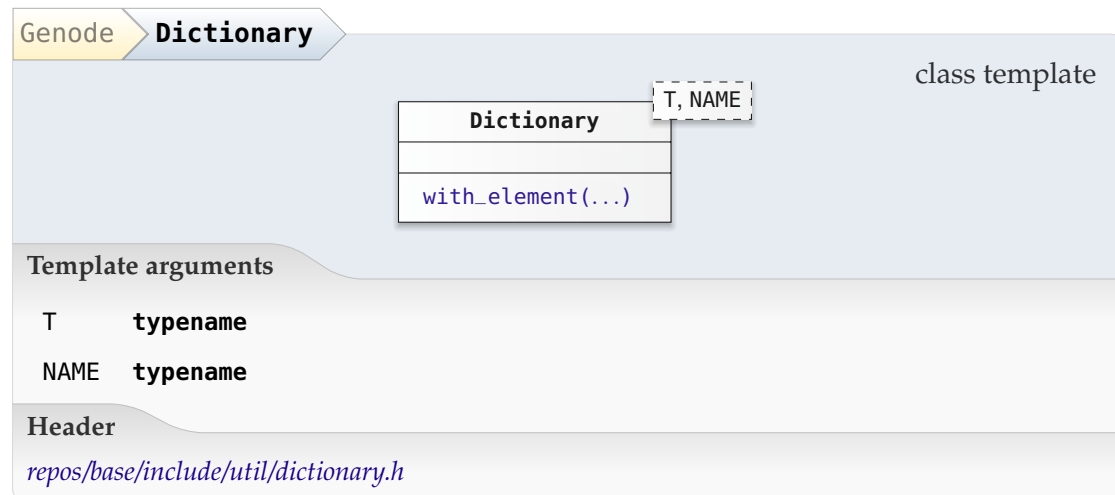 Genode Dictionary
class template
T, NAME
Dictionary
with_element(...)
Template arguments
T typename
NAME typename
Header
repos/base/include/util/dictionary.h